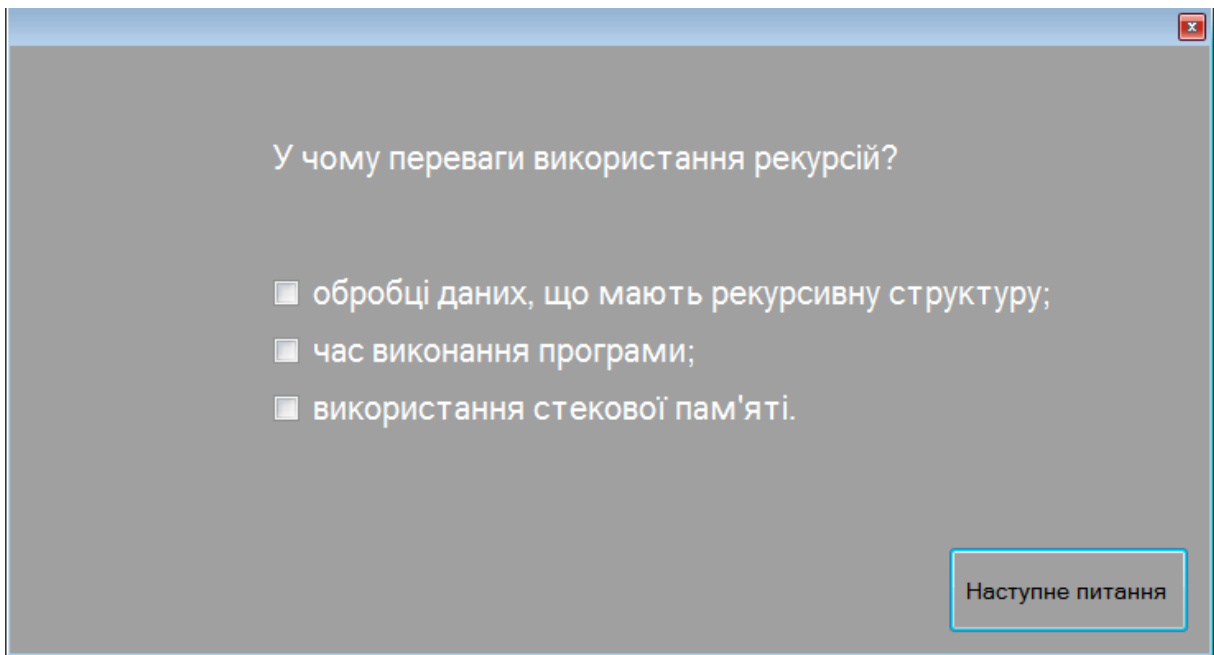 У чому переваги використання рекурсій?
обробці даних, що мають рекурсивну структуру;
час виконання програми;
використання стекової пам'яті.
Наступне питання